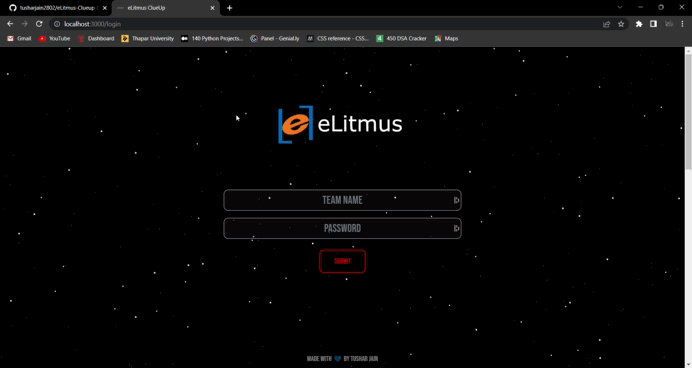 tusharjain2802/eLitmus-Clueup
eLitmus ClueUp
localhost:3000/login
Gmail
YouTube
Dashboard
Thapar University
140 Python Projects...
Panel - Genial.ly
CSS reference - CSS...
450 DSA Cracker
Maps
eLitmus
TEAM NAME
PASSWORD
SUBMIT
MADE WITH 💙 BY TUSHAR JAIN